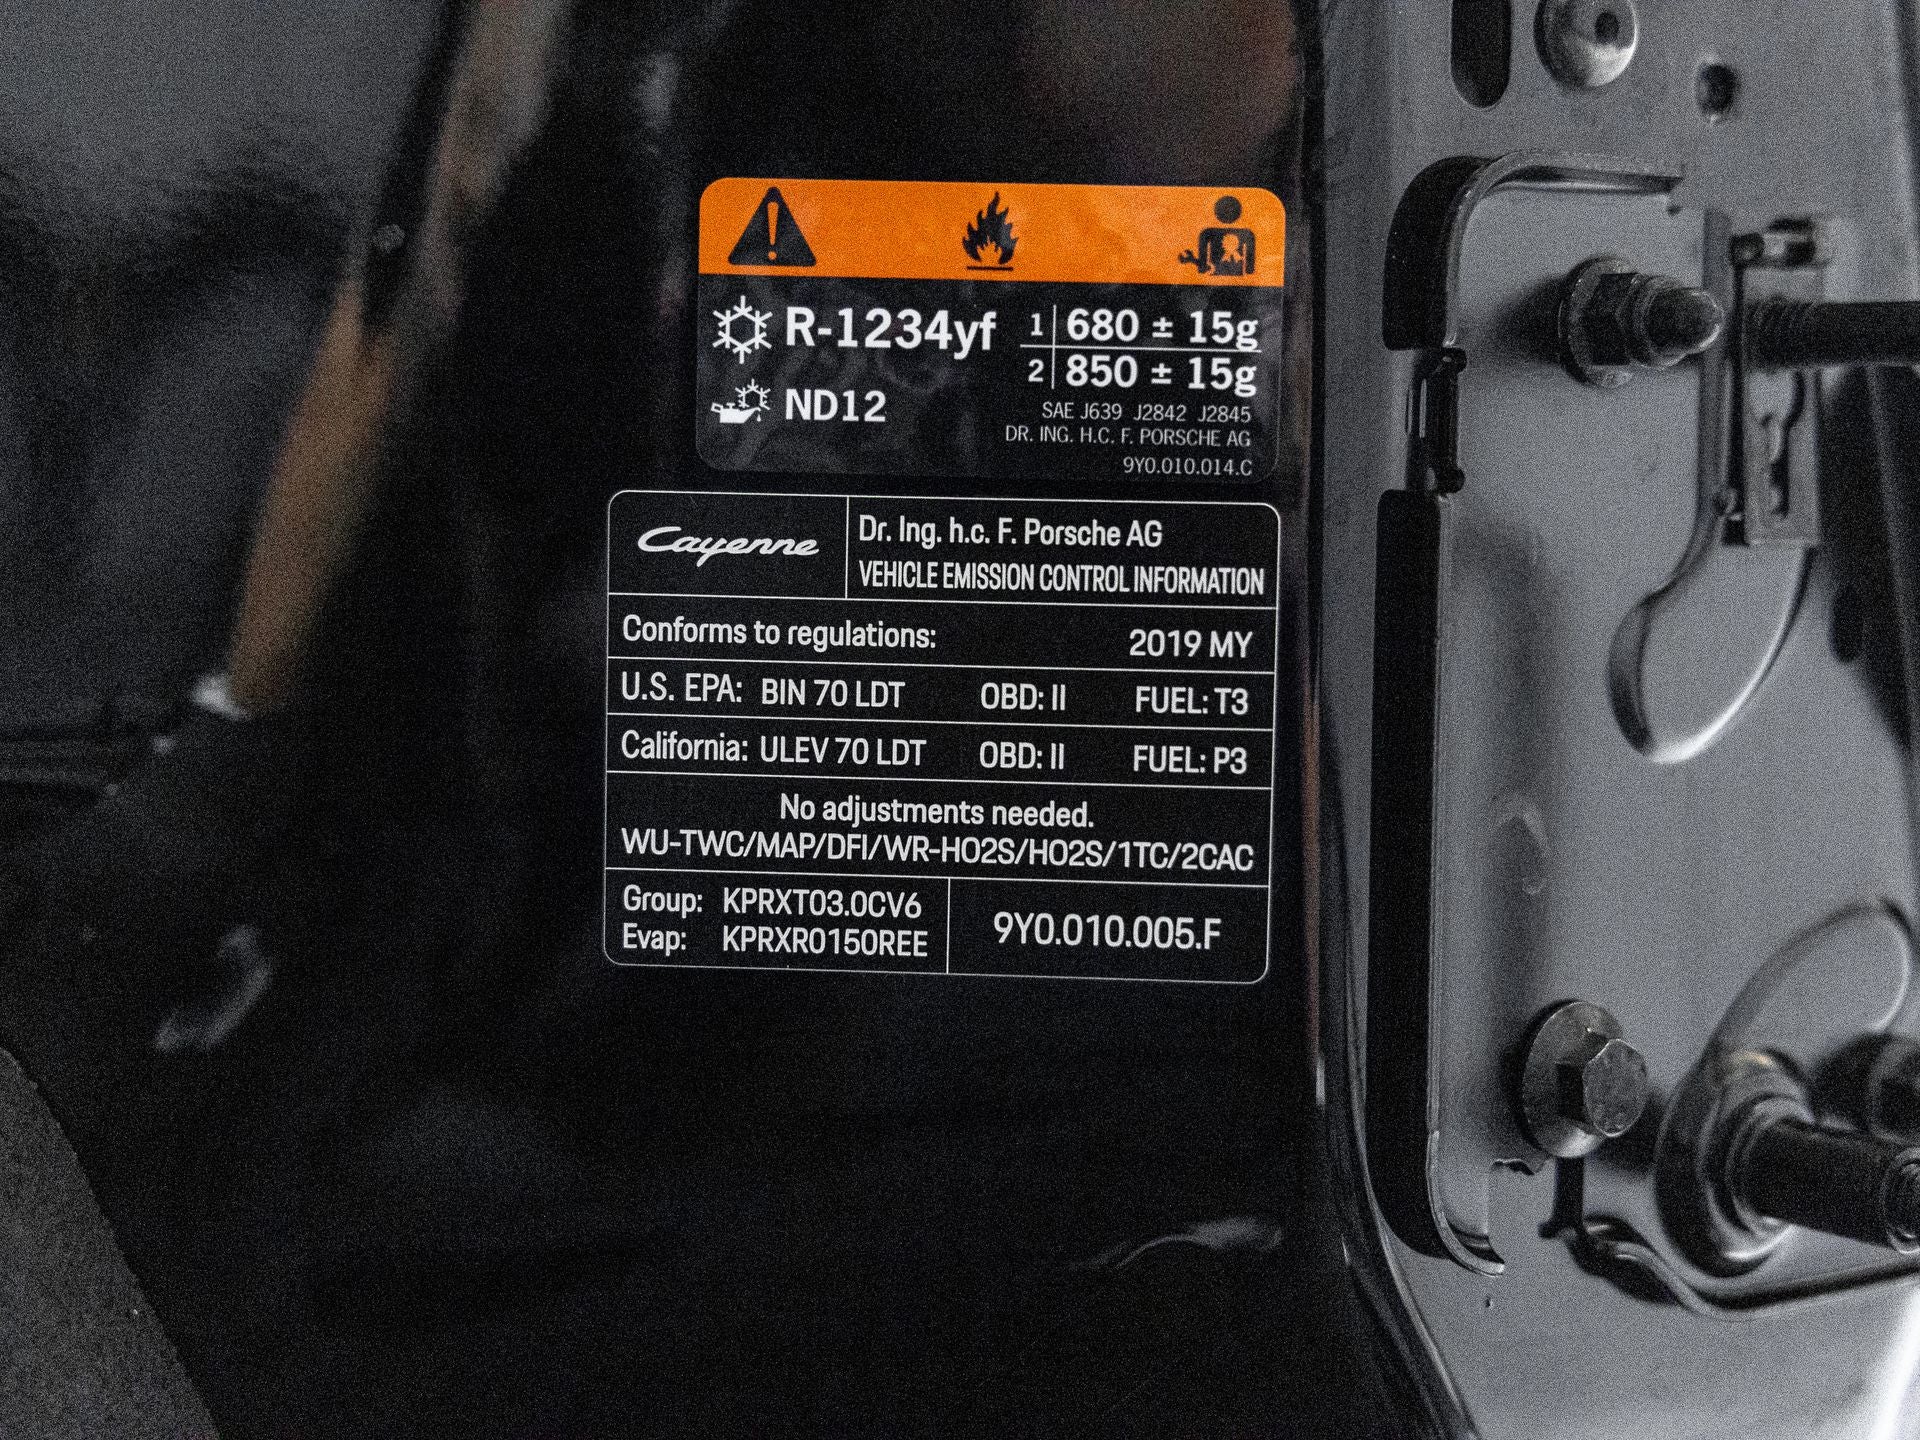 R-1234yf 1 680 ± 15g
2 850 ± 15g
ND12
SAE J639 J2842 J2845
DR. ING. H.C. F. PORSCHE AG
9Y0.010.014.C
Cayenne
Dr. Ing. h.c. F. Porsche AG
VEHICLE EMISSION CONTROL INFORMATION
Conforms to regulations: 2019 MY
U.S. EPA: BIN 70 LDT OBD: II FUEL: T3
California: ULEV 70 LDT OBD: II FUEL: P3
No adjustments needed.
WU-TWC/MAP/DFI/WR-HO2S/HO2S/1TC/2CAC
Group: KPRXT03.0CV6
Evap: KPRXR0150REE
9Y0.010.005.F